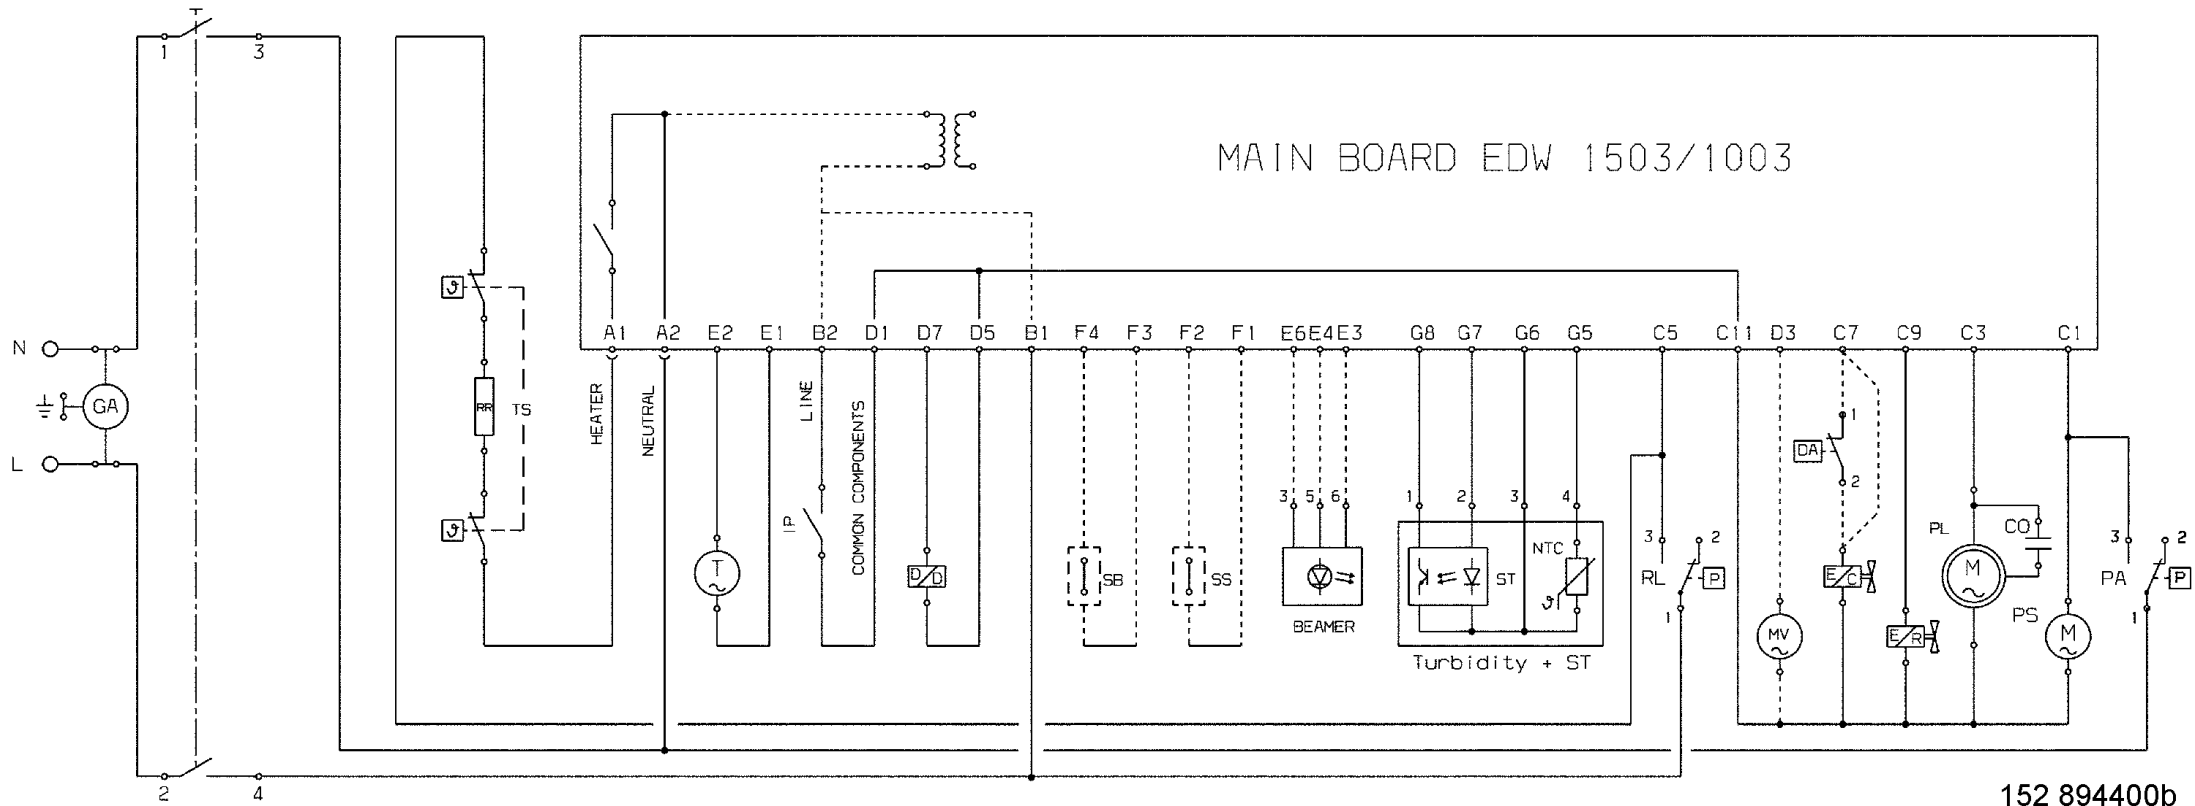 1 3
MAIN BOARD EDW 1503/1003
ϑ
A1 A2 E2 E1 B2 D1 D7 D5 B1 F4 F3 F2 F1 E6 E4 E3 G8 G7 G6 G5 C5 C11 D3 C7 C9 C3 C1
N
GA
L
RR TS
HEATER
NEUTRAL
LINE
COMMON COMPONENTS
IP
ϑ
T
D/D
SB
SS
3 5 6
BEAMER
1 2 3 4
NTC
ST
ϑ
Turbidity + ST
3 2
RL P
1
1
DA
2
E/C
MV
E/R
PL CO
M
PS
M
3 2
PA P
1
2 4
152 894400b